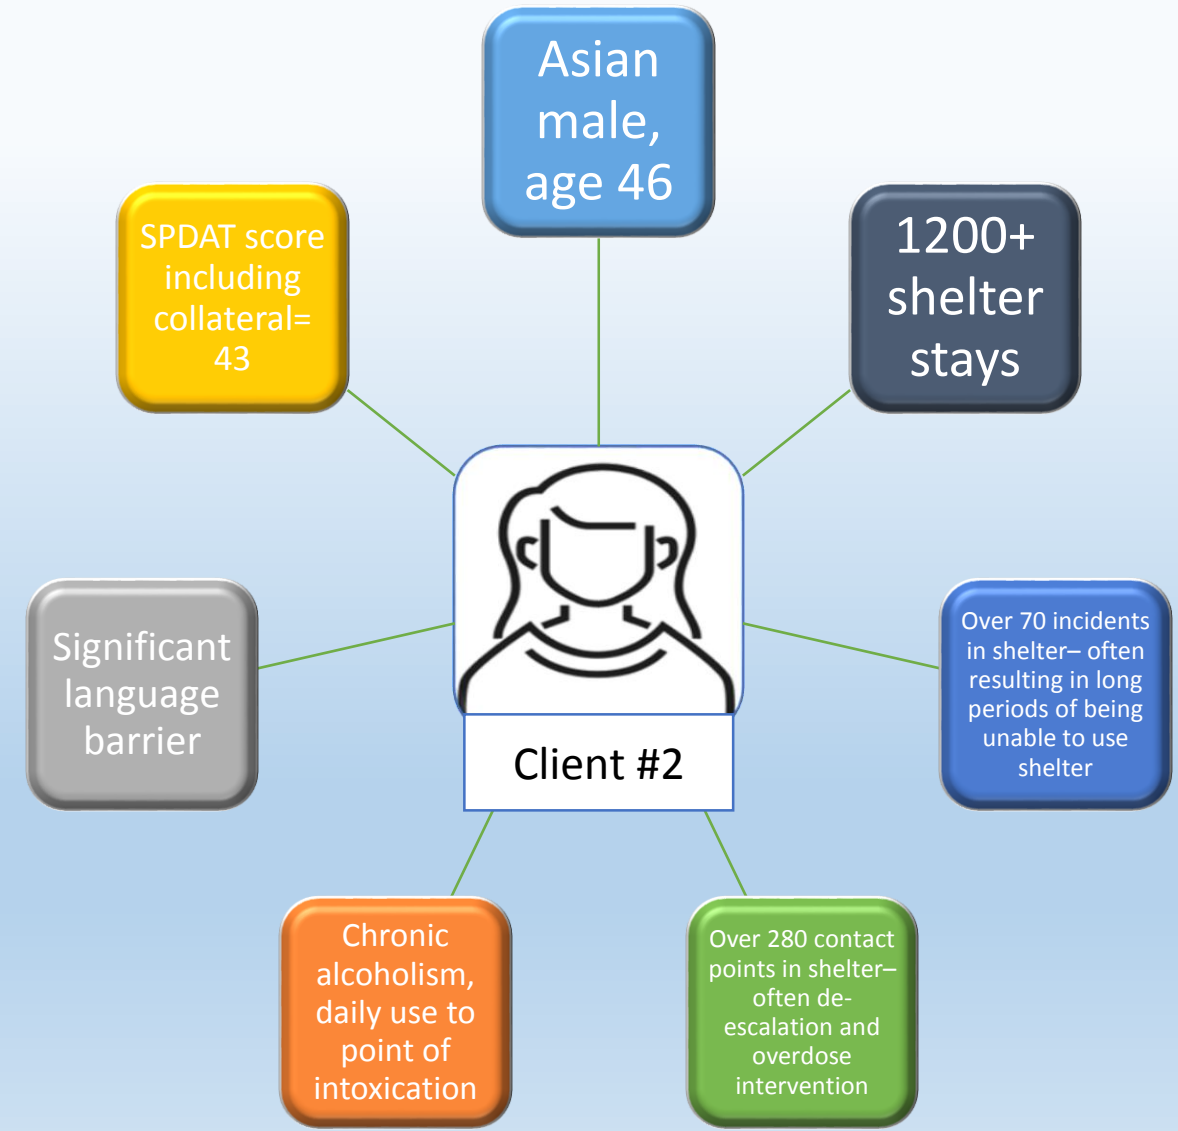 Asian
male,
age 46
SPDAT score
including
collateral=
43
1200+
shelter
stays
Significant
language
barrier
Client #2
Over 70 incidents
in shelter– often
resulting in long
periods of being
unable to use
shelter
Chronic
alcoholism,
daily use to
point of
intoxication
Over 280 contact
points in shelter–
often de-
escalation and
overdose
intervention